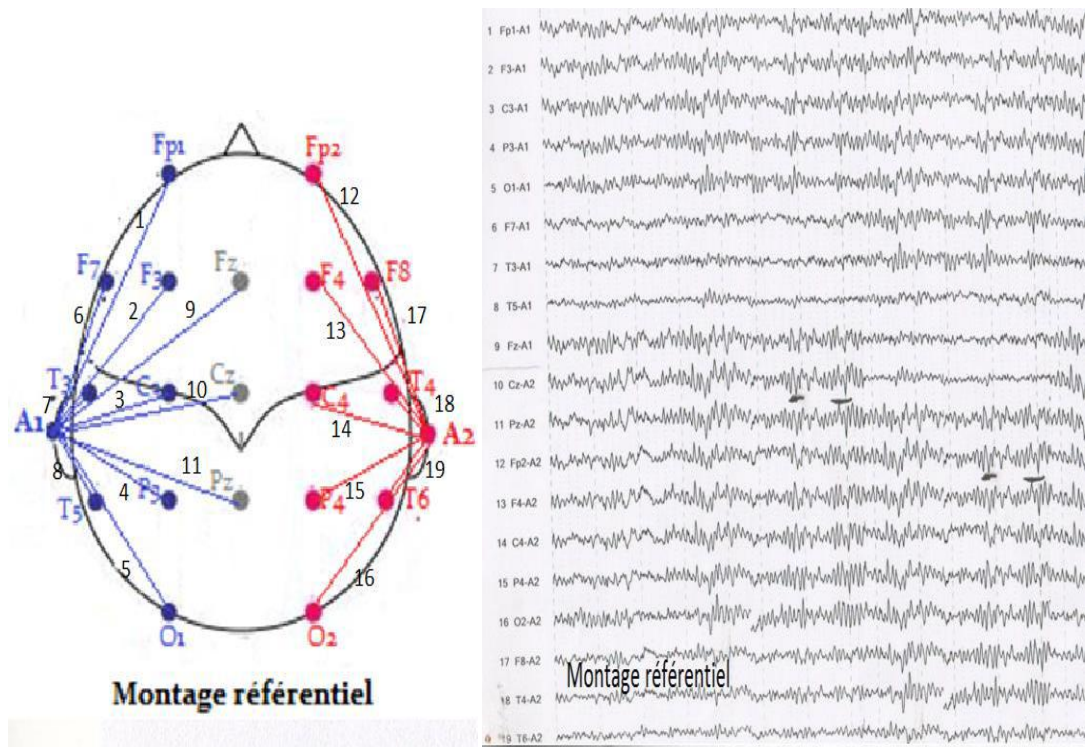 Fp1 Fp2
12
1
F7 F3 Fz F4 F8
6 2 9 13 17
T3 C3 Cz C4 T4
7 3 10 18
A1 14 A2
8 11 19
T5 4 P3 Pz P4 15 T6
5 16
O1 O2
Montage référentiel
1 Fp1-A1
2 F3-A1
3 C3-A1
4 P3-A1
5 O1-A1
6 F7-A1
7 T3-A1
8 T5-A1
9 Fz-A1
10 Cz-A2
11 Pz-A2
12 Fp2-A2
13 F4-A2
14 C4-A2
15 P4-A2
16 O2-A2
17 F8-A2
Montage référentiel
18 T4-A2
19 T6-A2